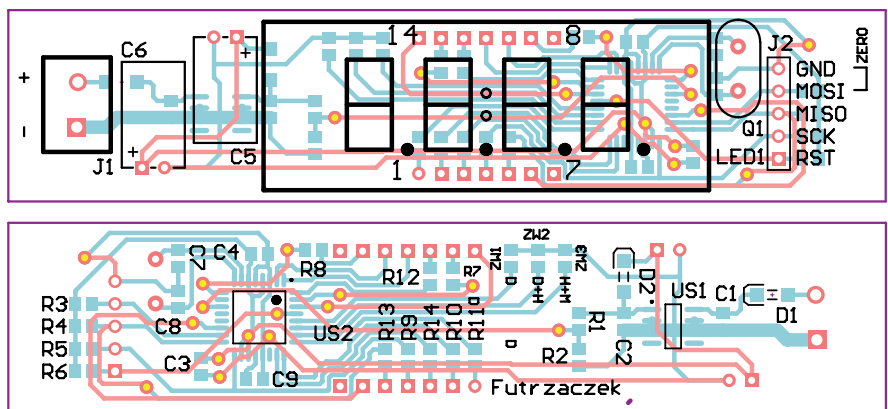 C6
14
8
J2
ZERO
GND
MOSI
MISO
SCK
RST
+
-
J1
+
+
C5
1
7
Q1
LED1
ZW2
ZW1
ZW3
C7
C4
R8
R12
R7
D
D+H
H+M
D2
US1
C1
D1
R3
R4
R5
R6
C8
C3
US2
C9
R13
R9
R14
R10
R11
D
D
R1
R2
C2
Futrzaczek